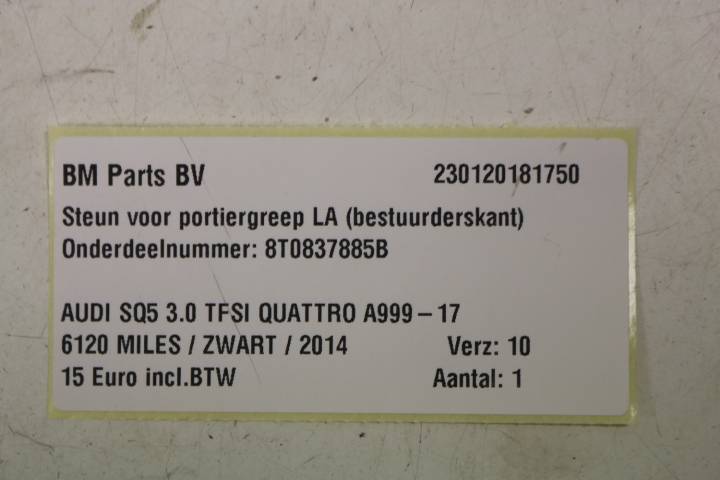 BM Parts BV 230120181750
Steun voor portiergreep LA (bestuurderskant)
Onderdeelnummer: 8T0837885B
AUDI SQ5 3.0 TFSI QUATTRO A999 – 17
6120 MILES / ZWART / 2014 Verz: 10
15 Euro incl.BTW Aantal: 1